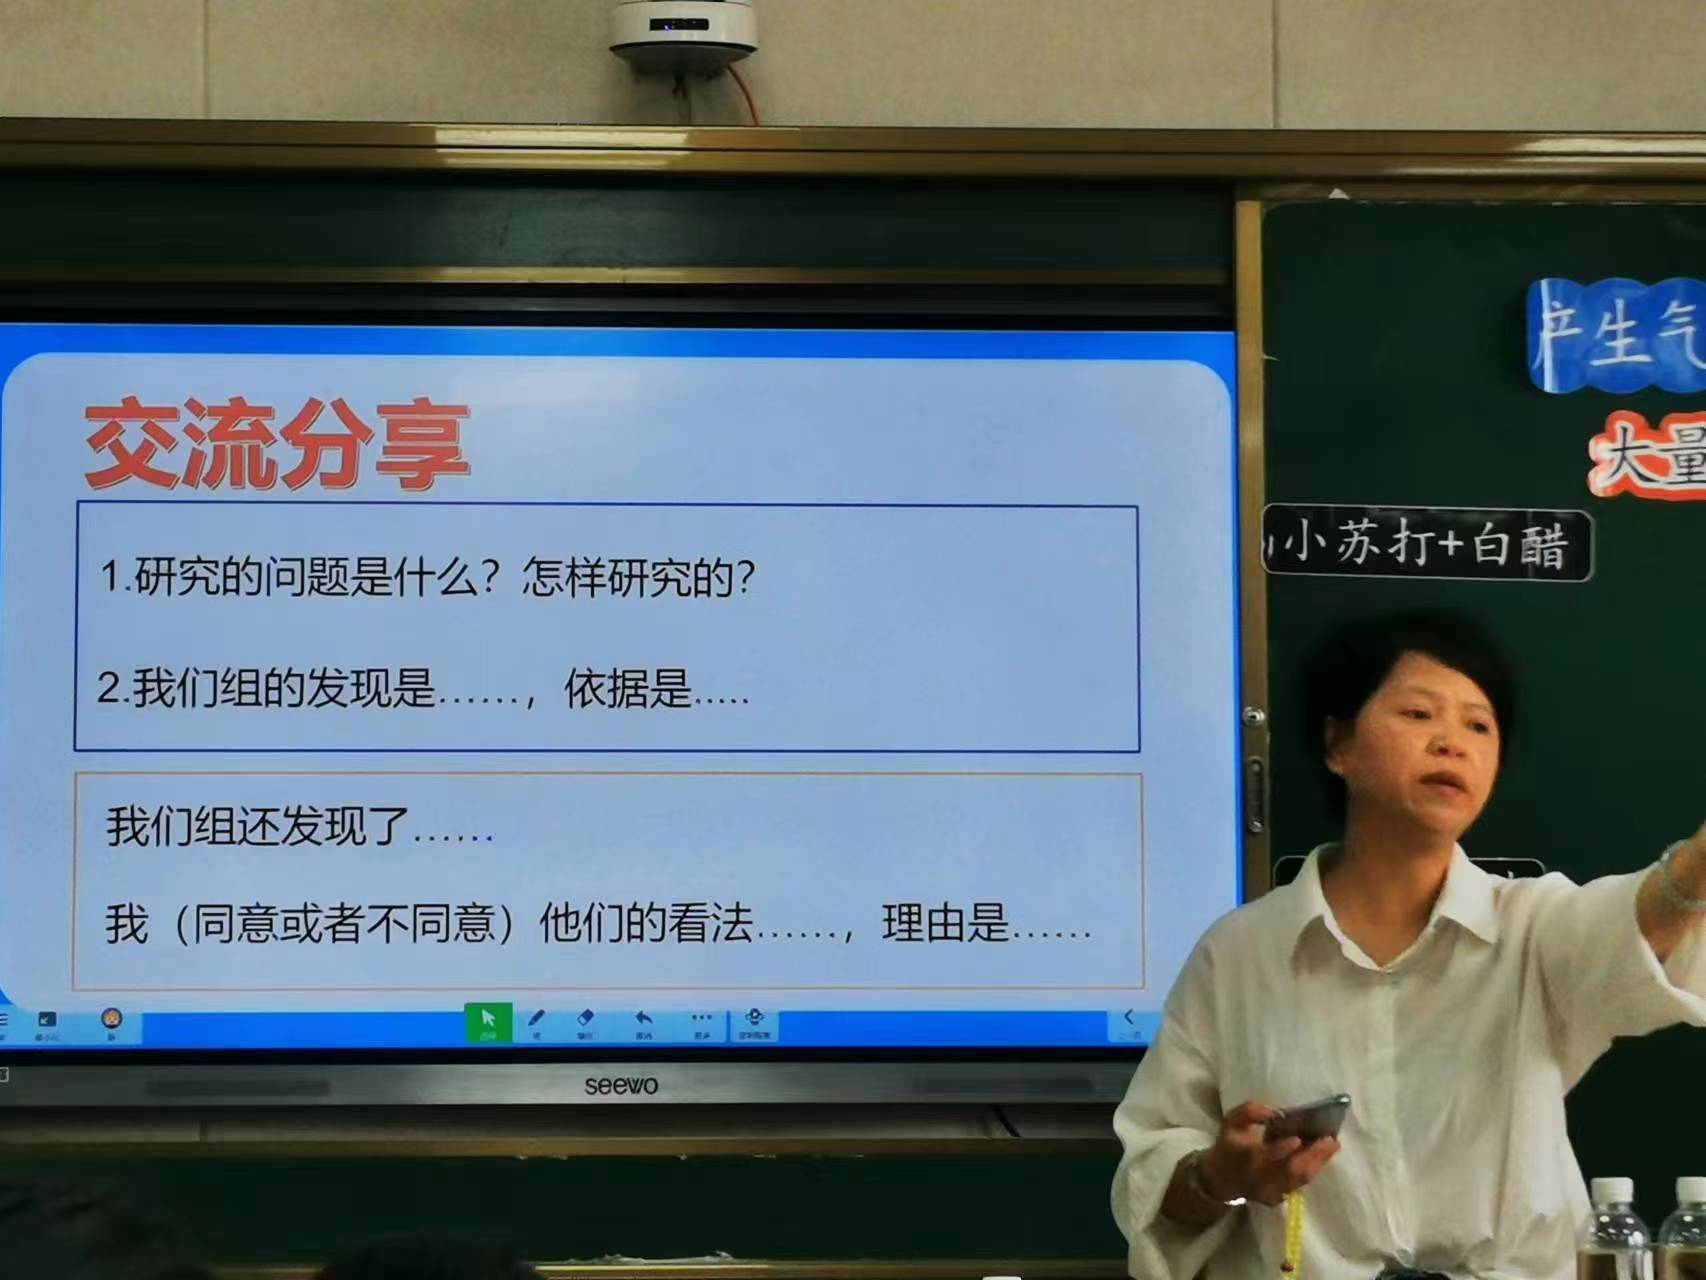 交流分享
1.研究的问题是什么？怎样研究的？
2.我们组的发现是……，依据是.....
我们组还发现了……
我（同意或者不同意）他们的看法……，理由是……
seewo
产生气
大量
小苏打+白醋